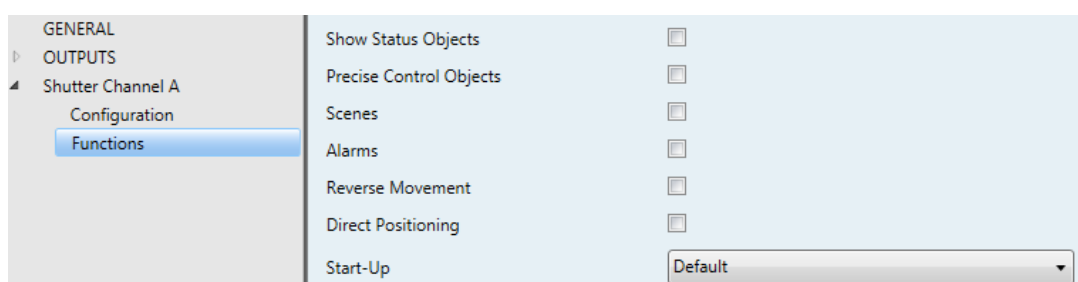 GENERAL
OUTPUTS
Shutter Channel A
Configuration
Functions
Show Status Objects
Precise Control Objects
Scenes
Alarms
Reverse Movement
Direct Positioning
Start-Up Default